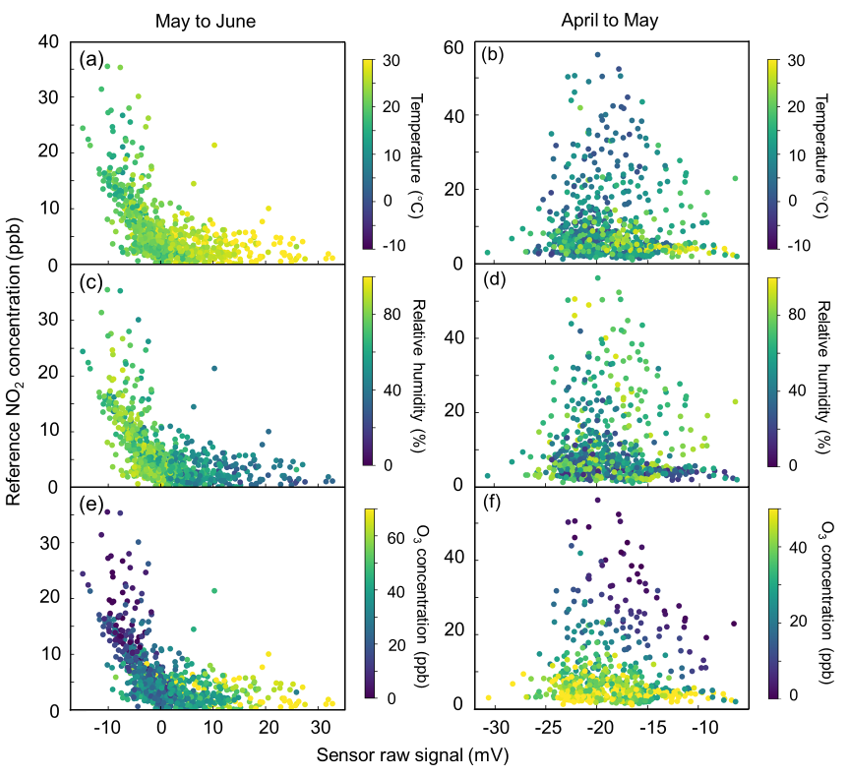 May to June
April to May
(a)
40
30
20
10
0
30
20
10
0
-10
Temperature (°C)
(b)
60
40
20
0
30
20
10
0
-10
Temperature (°C)
Reference NO₂ concentration (ppb)
(c)
30
20
10
0
80
40
0
Relative humidity (%)
(d)
40
20
0
80
40
0
Relative humidity (%)
(e)
30
20
10
0
60
40
20
0
O₃ concentration (ppb)
(f)
40
20
0
40
20
0
O₃ concentration (ppb)
-10 0 10 20 30
-30 -25 -20 -15 -10
Sensor raw signal (mV)